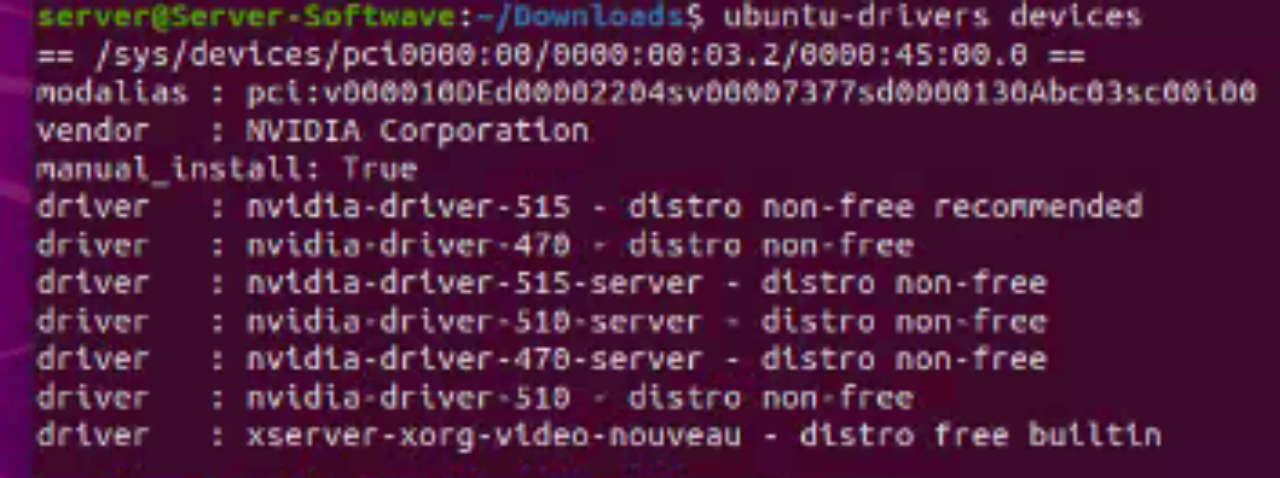 server@Server-Softwave:~/Downloads$ ubuntu-drivers devices
== /sys/devices/pci0000:00/0000:00:03.2/0000:45:00.0 ==
modalias : pci:v000010DEd00002204sv00007377sd0000130Abc03sc00i00
vendor   : NVIDIA Corporation
manual_install: True
driver   : nvidia-driver-515 - distro non-free recommended
driver   : nvidia-driver-470 - distro non-free
driver   : nvidia-driver-515-server - distro non-free
driver   : nvidia-driver-510-server - distro non-free
driver   : nvidia-driver-470-server - distro non-free
driver   : nvidia-driver-510 - distro non-free
driver   : xserver-xorg-video-nouveau - distro free builtin